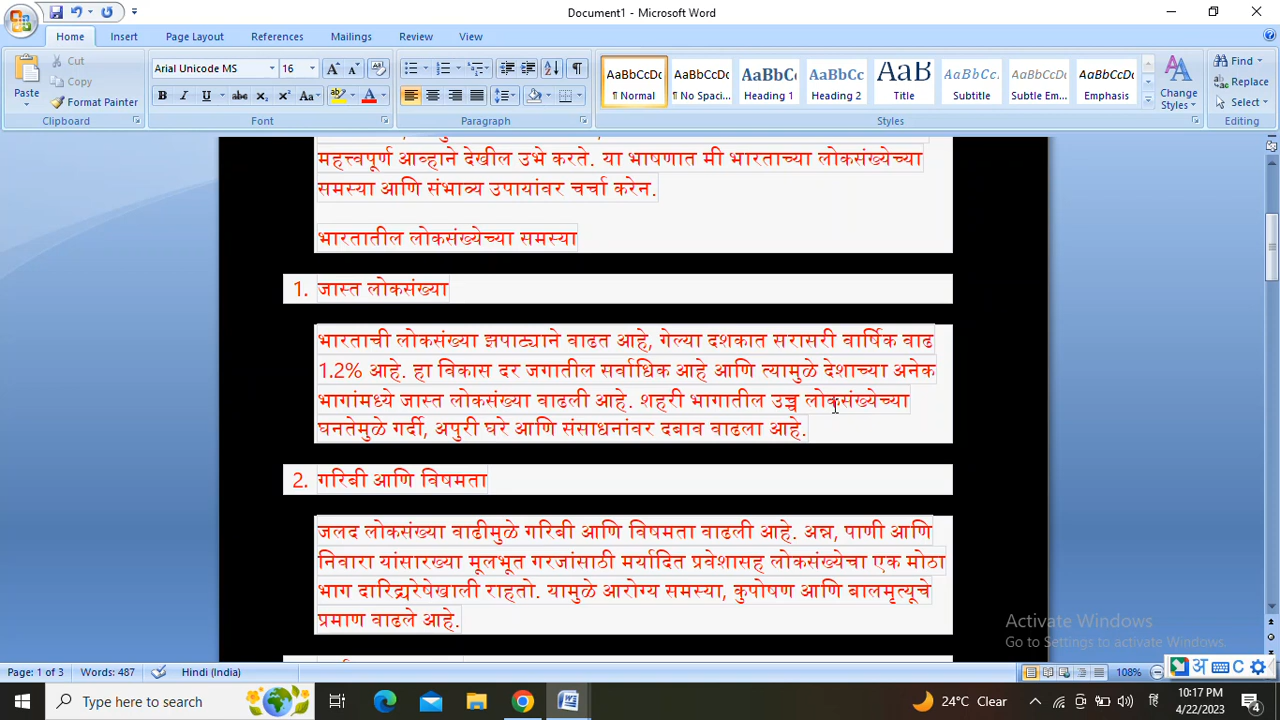 Document1 - Microsoft Word
Home Insert Page Layout References Mailings Review View
Paste
Cut
Copy
Format Painter
Clipboard
Arial Unicode MS 16
Font
Paragraph
AaBbCcDc AaBbCcDc AaBbCc AaBbCc AaB AaBbCc. AaBbCcDc AaBbCcDc
¶ Normal ¶ No Spaci... Heading 1 Heading 2 Title Subtitle Subtle Em... Emphasis
Change Styles
Styles
Find
Replace
Select
Editing
महत्त्वपूर्ण आव्हाने देखील उभे करते. या भाषणात मी भारताच्या लोकसंख्येच्या
समस्या आणि संभाव्य उपायांवर चर्चा करेन.
भारतातील लोकसंख्येच्या समस्या
1. जास्त लोकसंख्या
भारताची लोकसंख्या झपाट्याने वाढत आहे, गेल्या दशकात सरासरी वार्षिक वाढ
1.2% आहे. हा विकास दर जगातील सर्वाधिक आहे आणि त्यामुळे देशाच्या अनेक
भागांमध्ये जास्त लोकसंख्या वाढली आहे. शहरी भागातील उच्च लोकसंख्येच्या
घनतेमुळे गर्दी, अपुरी घरे आणि संसाधनांवर दबाव वाढला आहे.
2. गरिबी आणि विषमता
जलद लोकसंख्या वाढीमुळे गरिबी आणि विषमता वाढली आहे. अन्न, पाणी आणि
निवारा यांसारख्या मूलभूत गरजांसाठी मर्यादित प्रवेशासह लोकसंख्येचा एक मोठा
भाग दारिद्र्यरेषेखाली राहतो. यामुळे आरोग्य समस्या, कुपोषण आणि बालमृत्यूचे
प्रमाण वाढले आहे.
Activate Windows
Go to Settings to activate Windows.
Page: 1 of 3 Words: 487 Hindi (India) 108%
Type here to search
24°C Clear
10:17 PM
4/22/2023